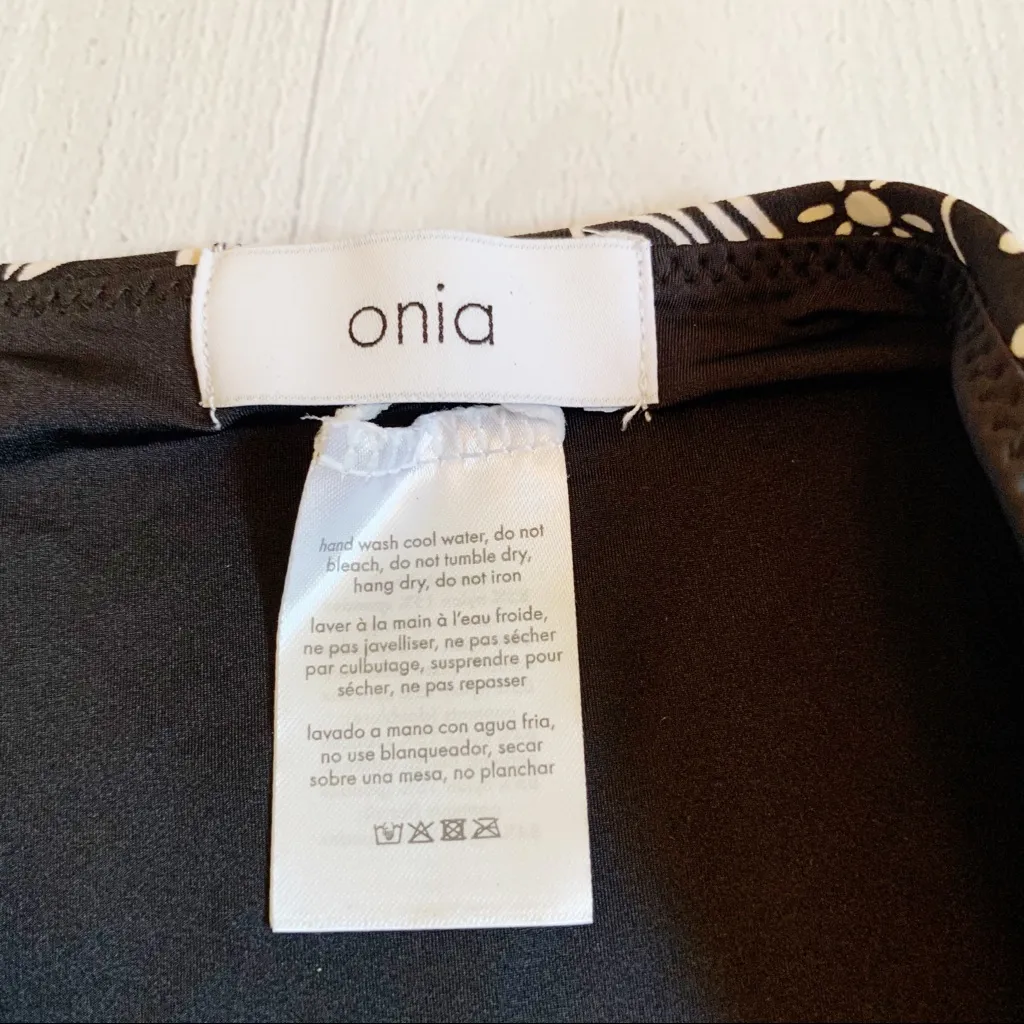 onia
hand wash cool water, do not
bleach, do not tumble dry,
hang dry, do not iron
laver à la main à l'eau froide,
ne pas javelliser, ne pas sécher
par culbutage, susprendre pour
sécher, ne pas repasser
lavado a mano con agua fria,
no use blanqueador, secar
sobre una mesa, no planchar